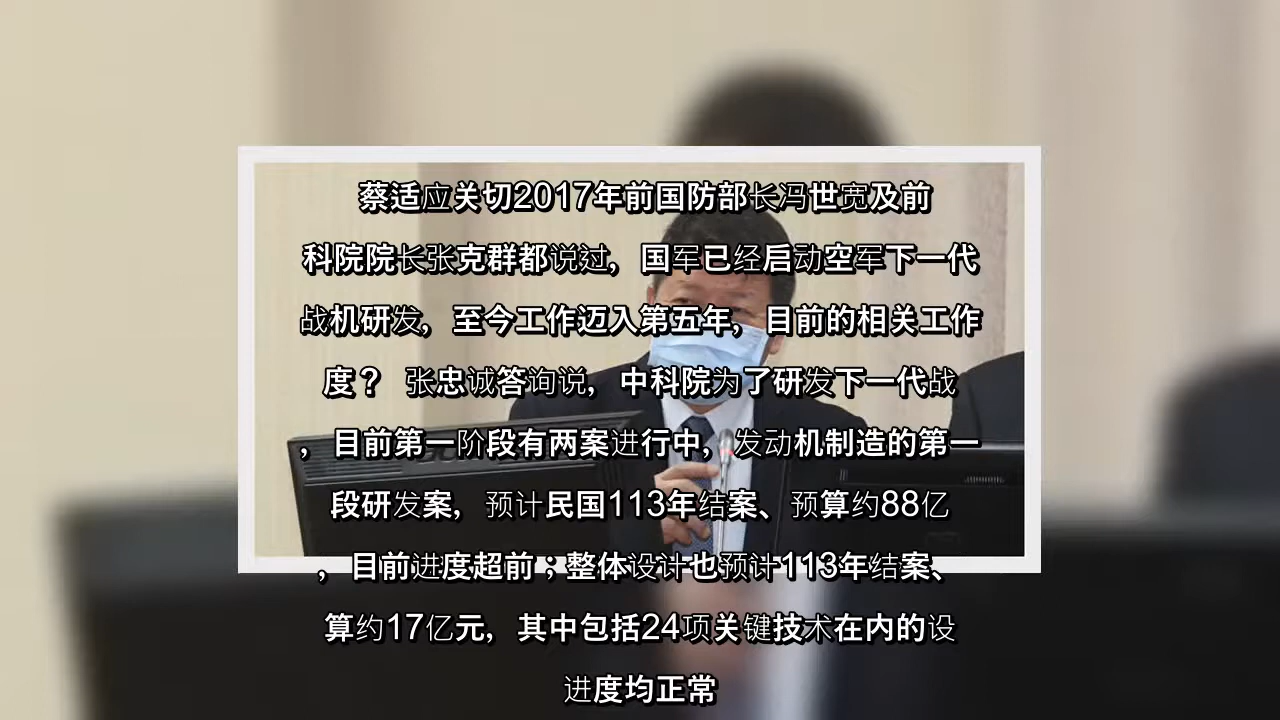 蔡适应关切2017年前国防部长冯世宽及前
科院院长张克群都说过，国军已经启动空军下一代
战机研发，至今工作迈入第五年，目前的相关工作
度？ 张忠诚答询说，中科院为了研发下一代战
，目前第一阶段有两案进行中，发动机制造的第一
段研发案，预计民国113年结案、预算约88亿
，目前进度超前；整体设计也预计113年结案、
算约17亿元，其中包括24项关键技术在内的设
进度均正常